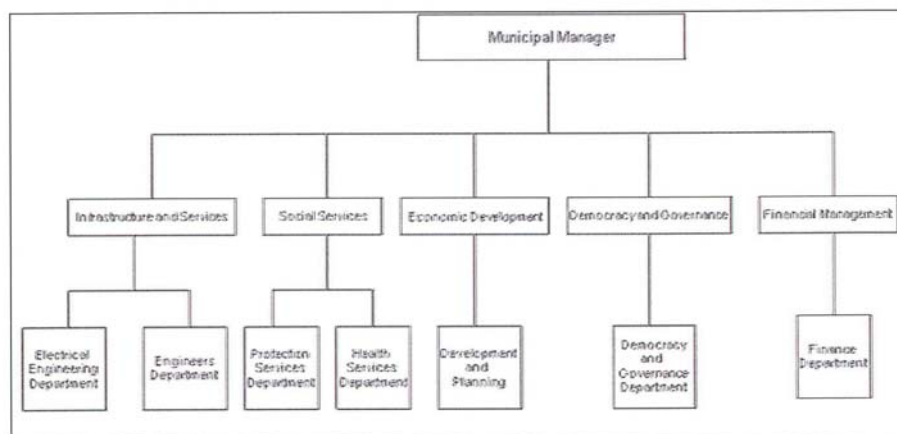 Municipal Manager
Infrastructure and Services
Social Services
Economic Development
Democracy and Governance
Financial Management
Electrical
Engineering
Department
Engineers
Department
Protection
Services
Department
Health
Services
Department
Development
and
Planning
Democracy
and
Governance
Department
Finance
Department